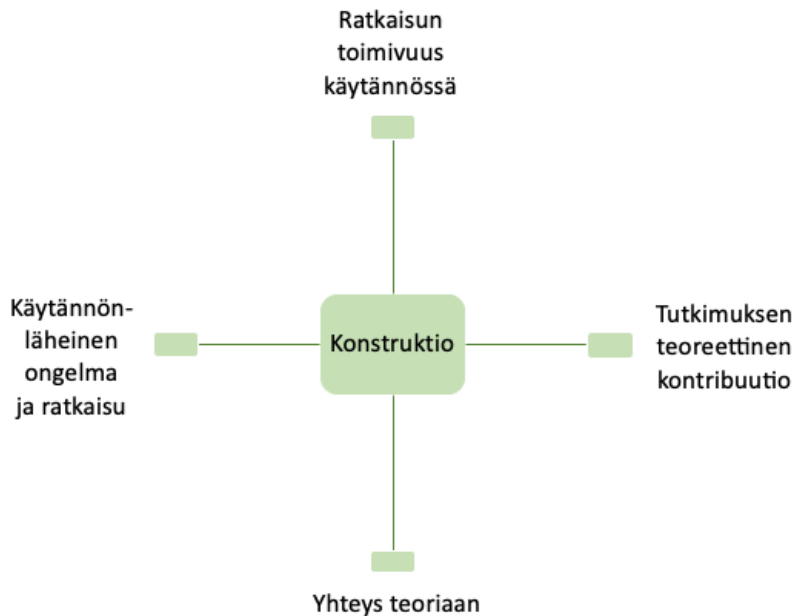 Ratkaisun
toimivuus
käytännössä
Käytännön-
läheinen
ongelma
ja ratkaisu
Konstruktio
Tutkimuksen
teoreettinen
kontribuutio
Yhteys teoriaan